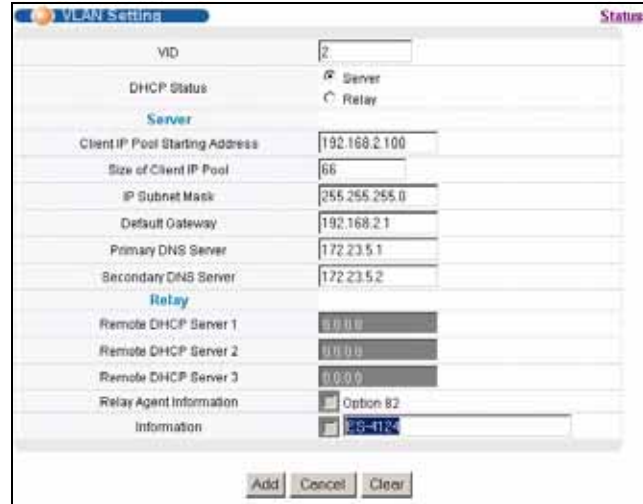 VLAN Setting Status
VID 2
DHCP Status Server
Relay
Server
Client IP Pool Starting Address 192.168.2.100
Size of Client IP Pool 66
IP Subnet Mask 255.255.255.0
Default Gateway 192.168.2.1
Primary DNS Server 172.23.5.1
Secondary DNS Server 172.23.5.2
Relay
Remote DHCP Server 1 0.0.0.0
Remote DHCP Server 2 0.0.0.0
Remote DHCP Server 3 0.0.0.0
Relay Agent Information Option 82
Information ES-4124
Add Cancel Clear